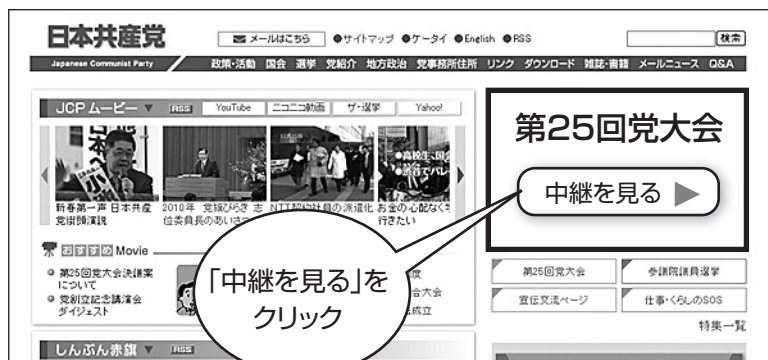 日本共産党
Japanese Communist Party
メールはこちら ●サイトマップ ●ケータイ ●English ●RSS
検索
政策・活動 国会 選挙 党紹介 地方政治 党事務所住所 リンク ダウンロード 雑誌・書籍 メールニュース Q&A
JCP ムービー ▼ RSS YouTube ニコニコ動画 ザ・選挙 Yahoo!
新春第一声 日本共産
党街頭演説
2010年 党旗びらき 志
位委員長のあいさ
NTT契約社員の派遣化
お金の心配なく学
行きたい
おすすめ Movie
第25回党大会決議案
について
党創立記念講演会
ダイジェスト
度
合大会
成立
「中継を見る」を
クリック
第25回党大会
中継を見る ▶
第25回党大会
参議院議員選挙
宣伝交流ページ
仕事・くらしのSOS
特集一覧
しんぶん赤旗 ▼ RSS